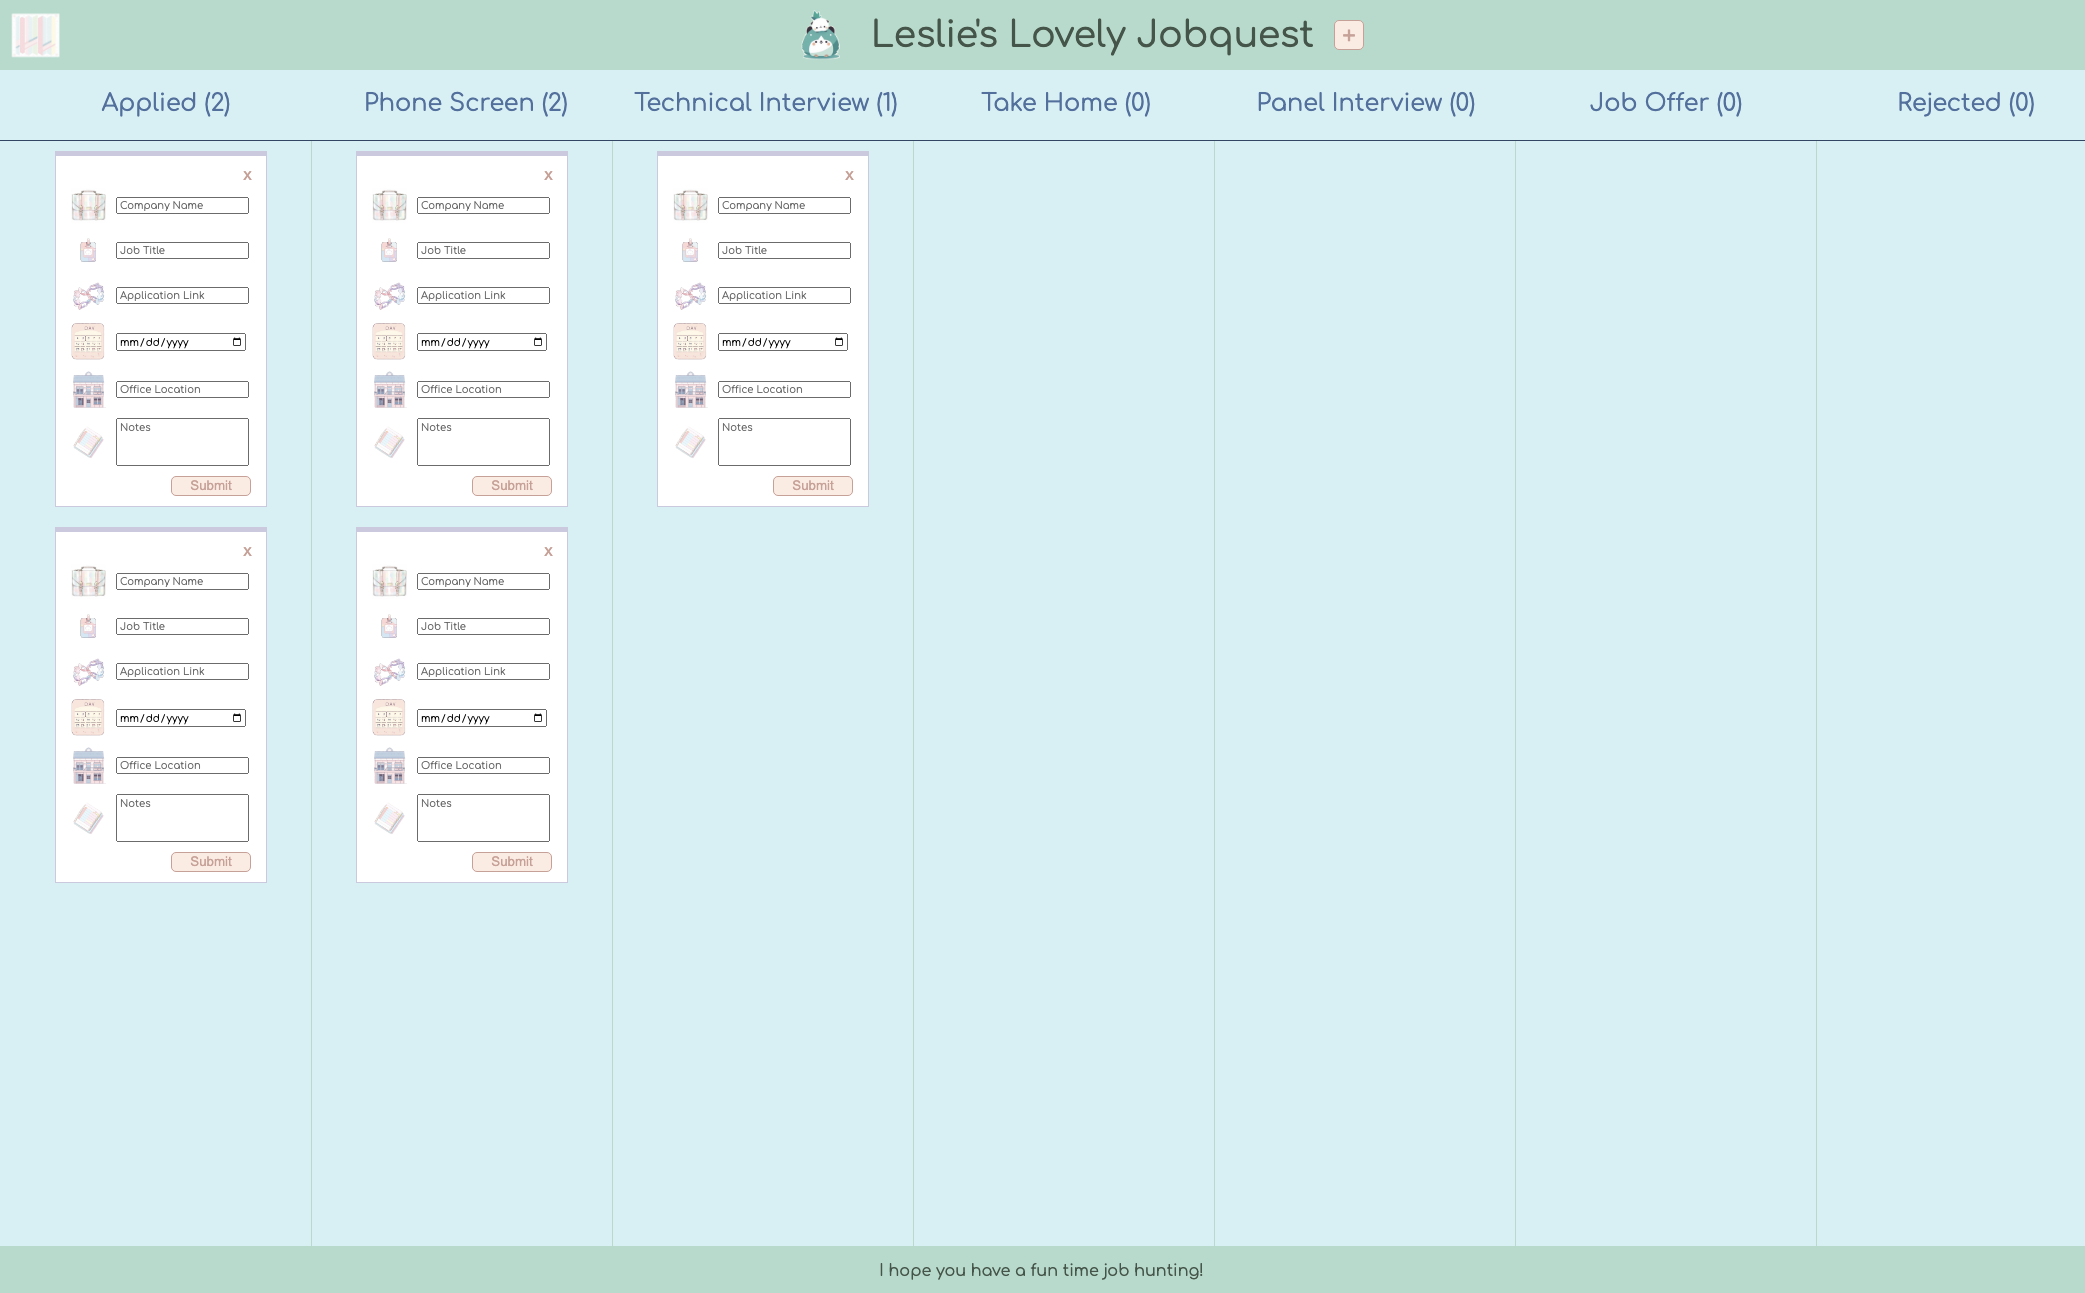 Leslie's Lovely Jobquest +
Applied (2) Phone Screen (2) Technical Interview (1) Take Home (0) Panel Interview (0) Job Offer (0) Rejected (0)
x x x
Company Name Company Name Company Name
Job Title Job Title Job Title
Application Link Application Link Application Link
mm/dd/yyyy mm/dd/yyyy mm/dd/yyyy
Office Location Office Location Office Location
Notes Notes Notes
Submit Submit Submit
x x
Company Name Company Name
Job Title Job Title
Application Link Application Link
mm/dd/yyyy mm/dd/yyyy
Office Location Office Location
Notes Notes
Submit Submit
I hope you have a fun time job hunting!